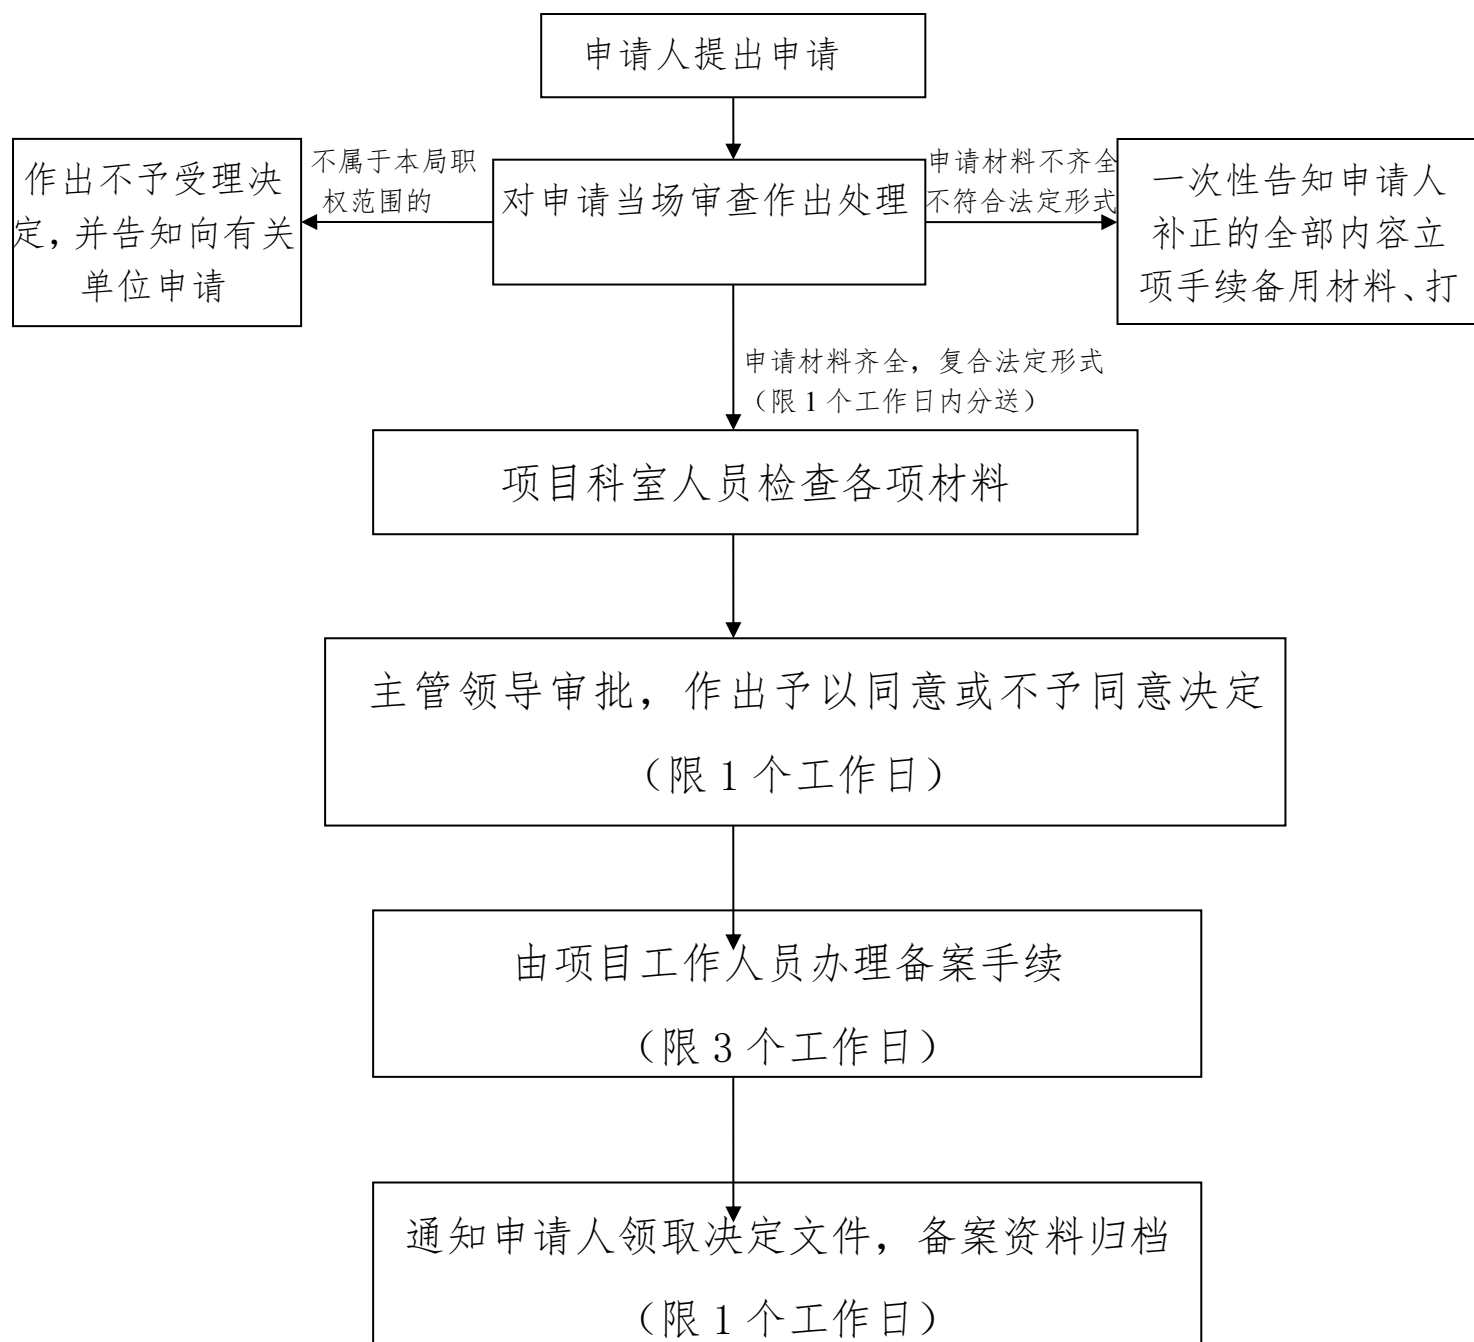 申请人提出申请
作出不予受理决
定,并告知向有关
单位申请
不属于本局职
权范围的
对申请当场审查作出处理
申请材料不齐全
不符合法定形式
一次性告知申请人
补正的全部内容立
项手续备用材料、打
申请材料齐全，复合法定形式
（限1个工作日内分送）
项目科室人员检查各项材料
主管领导审批，作出予以同意或不予同意决定
（限1个工作日）
由项目工作人员办理备案手续
（限3个工作日）
通知申请人领取决定文件，备案资料归档
（限1个工作日）